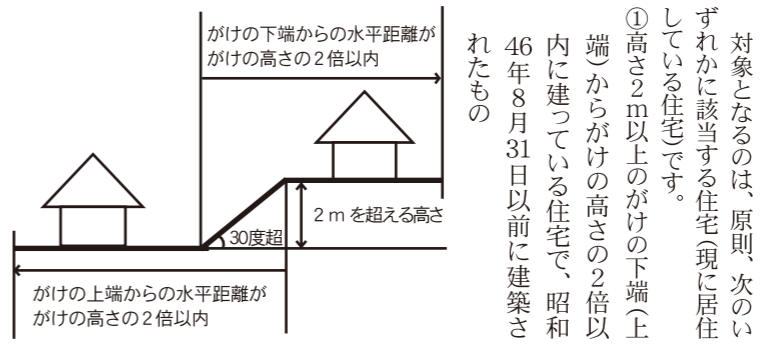 対象となるのは、原則、次のい
ずれかに該当する住宅(現に居住
している住宅)です。
①高さ2m以上のがけの下端(上
端)からがけの高さの2倍以
内に建っている住宅で、昭和
46年8月31日以前に建築さ
れたもの
がけの下端からの水平距離が
がけの高さの2倍以内
2mを超える高さ
30度超
がけの上端からの水平距離が
がけの高さの2倍以内